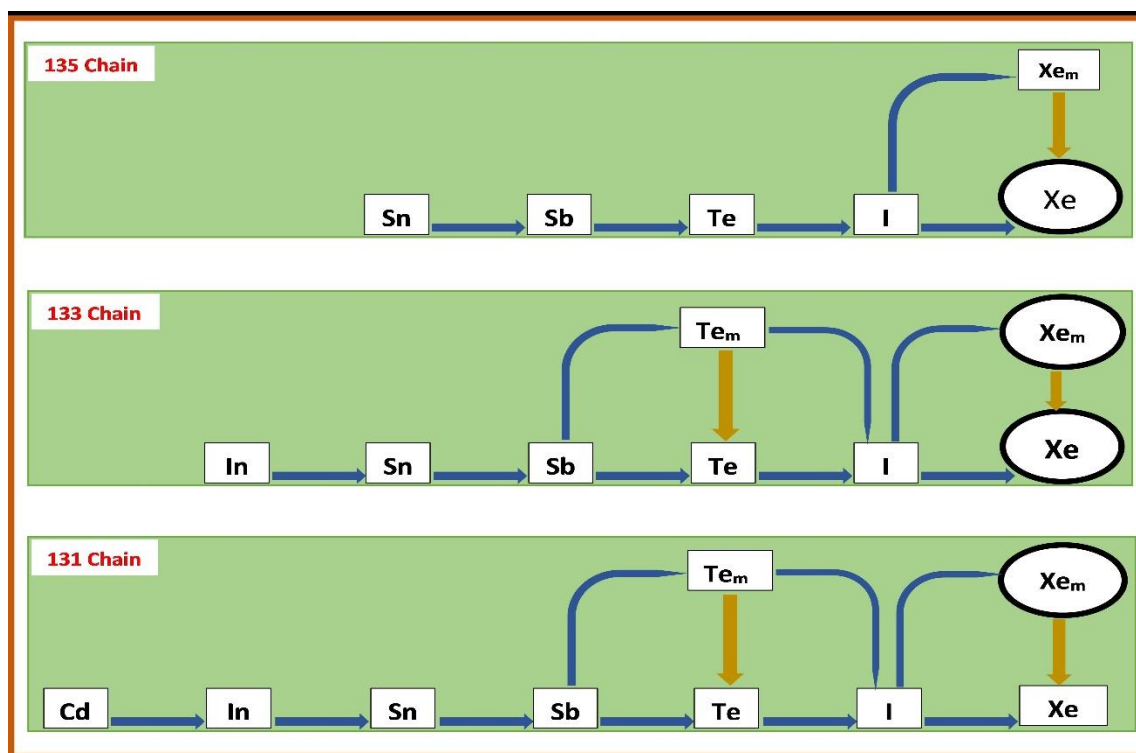 135 Chain
Xeₘ
Xe
Sn Sb Te I
133 Chain
Teₘ Xeₘ
In Sn Sb Te I Xe
131 Chain
Teₘ Xeₘ
Cd In Sn Sb Te I Xe